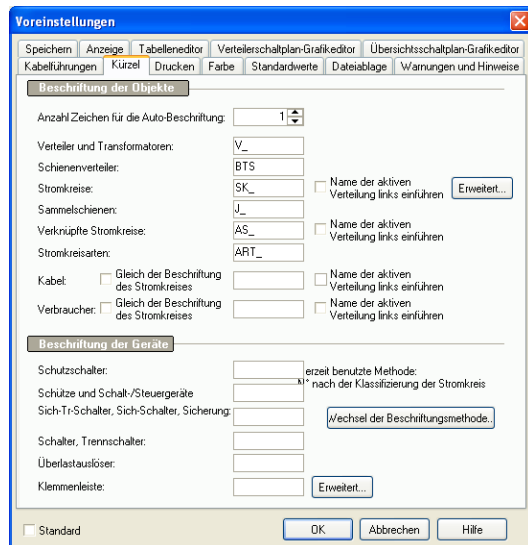 Voreinstellungen
Speichern Anzeige Tabelleneditor Verteilerschaltplan-Grafikeditor Übersichtsschaltplan-Grafikeditor
Kabelführungen Kürzel Drucken Farbe Standardwerte Dateiablage Warnungen und Hinweise
Beschriftung der Objekte
Anzahl Zeichen für die Auto-Beschriftung: 1
Verteiler und Transformatoren: V_
Schienenverteiler: BTS
Stromkreise: SK_ Name der aktiven Verteilung links einführen Erweitert...
Sammelschienen: J_
Verknüpfte Stromkreise: AS_ Name der aktiven Verteilung links einführen
Stromkreisarten: ART_
Kabel: Gleich der Beschriftung des Stromkreises Name der aktiven Verteilung links einführen
Verbraucher: Gleich der Beschriftung des Stromkreises Name der aktiven Verteilung links einführen
Beschriftung der Geräte
Schutzschalter: erzeit benutzte Methode:
N° nach der Klassifizierung der Stromkreis
Schütze und Schalt-/Steuergeräte
Sich-Tr-Schalter, Sich-Schalter, Sicherung:
Wechsel der Beschriftungsmethode..
Schalter, Trennschalter:
Überlastauslöser:
Klemmenleiste: Erweitert...
Standard OK Abbrechen Hilfe